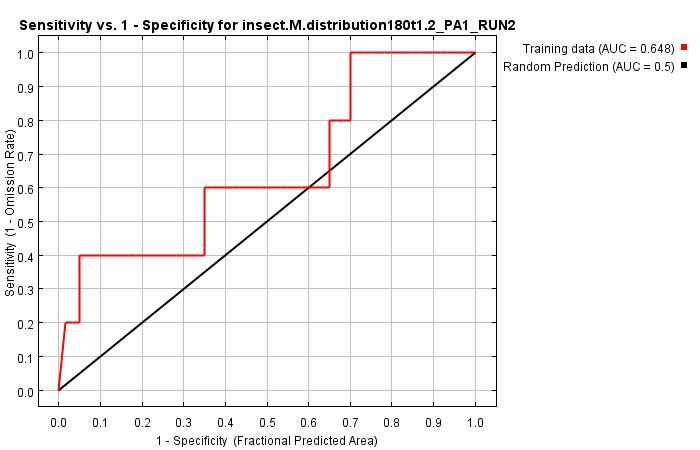 Sensitivity vs. 1 - Specificity for insect.M.distribution180t1.2_PA1_RUN2
Training data (AUC = 0.648)
Random Prediction (AUC = 0.5)
Sensitivity (1 - Omission Rate)
1.0
0.9
0.8
0.7
0.6
0.5
0.4
0.3
0.2
0.1
0.0
0.0 0.1 0.2 0.3 0.4 0.5 0.6 0.7 0.8 0.9 1.0
1 - Specificity (Fractional Predicted Area)